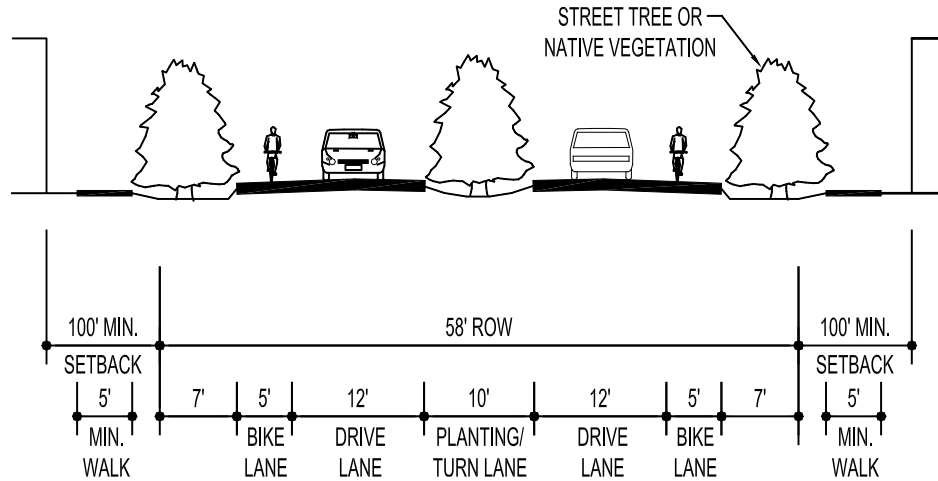 STREET TREE OR
NATIVE VEGETATION
100' MIN.
SETBACK
58' ROW
100' MIN.
SETBACK
5'
7'
5'
12'
10'
12'
5'
7'
5'
MIN.
WALK
BIKE
LANE
DRIVE
LANE
PLANTING/
TURN LANE
DRIVE
LANE
BIKE
LANE
MIN.
WALK